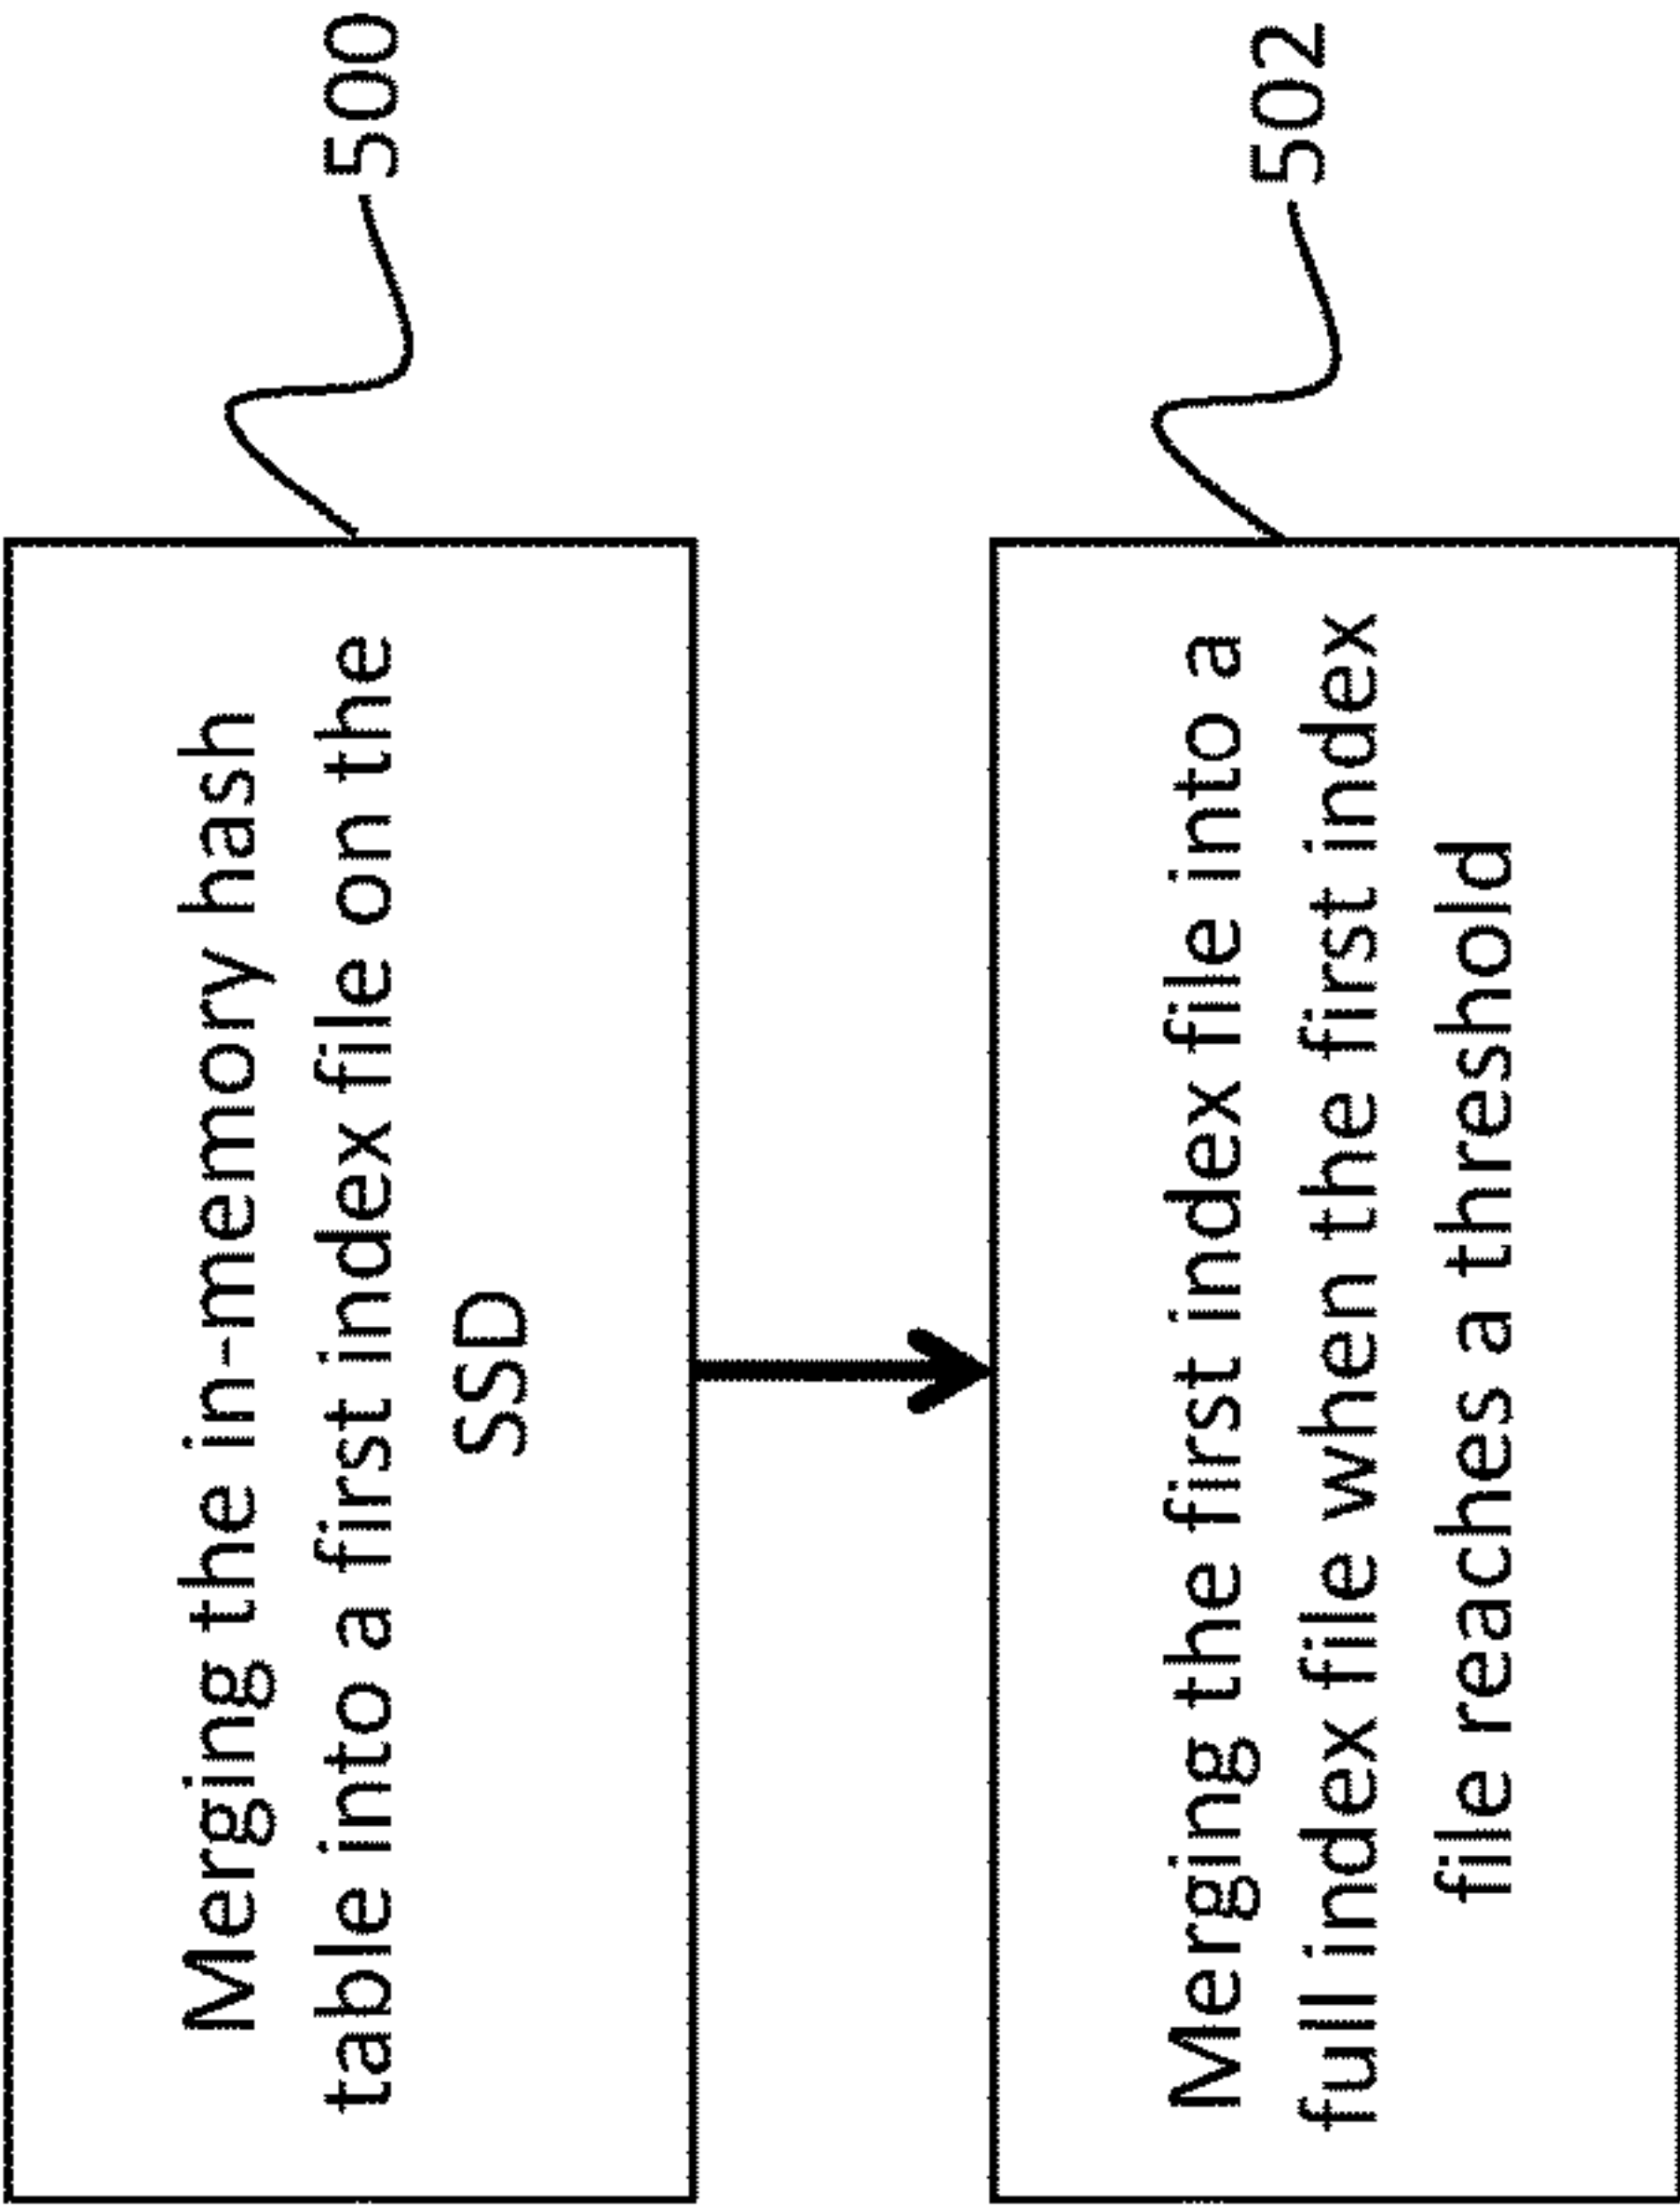 Merging the in-memory hash
table into a first index file on the
SSD
500
Merging the first index file into a
full index file when the first index
file reaches a threshold
502